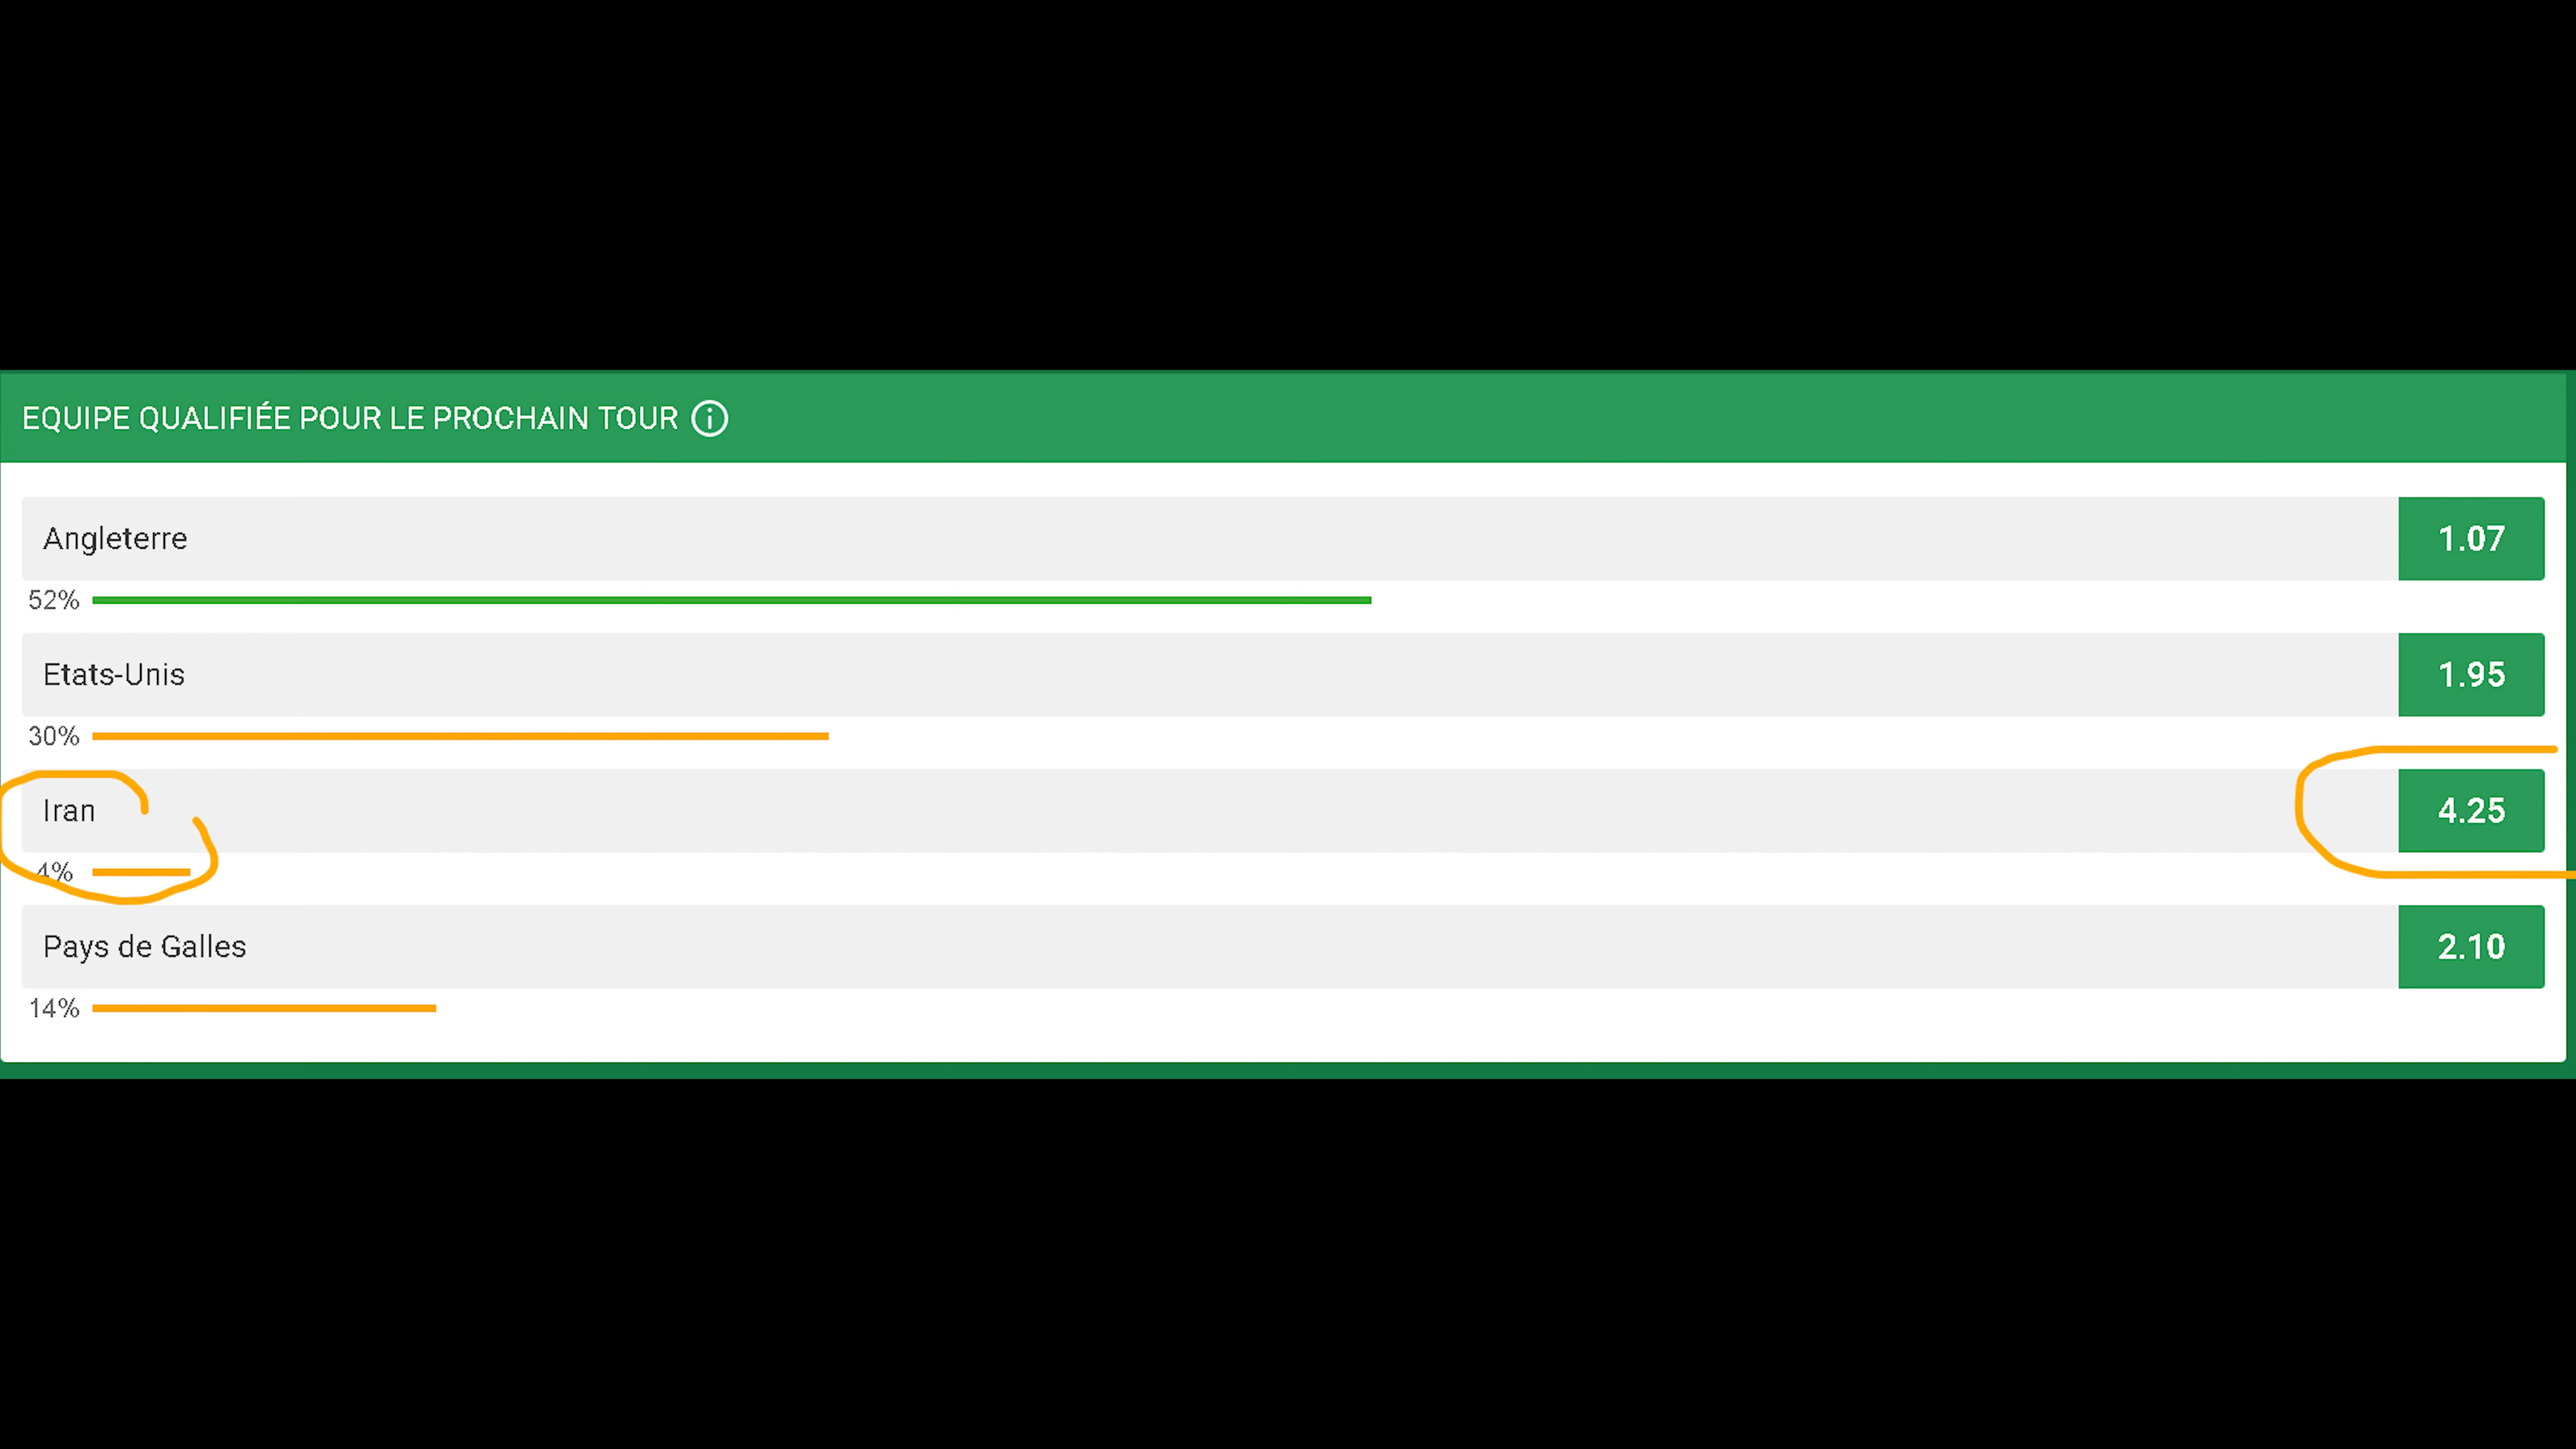 EQUIPE QUALIFIÉE POUR LE PROCHAIN TOUR
Angleterre 1.07
52%
Etats-Unis 1.95
30%
Iran 4.25
4%
Pays de Galles 2.10
14%